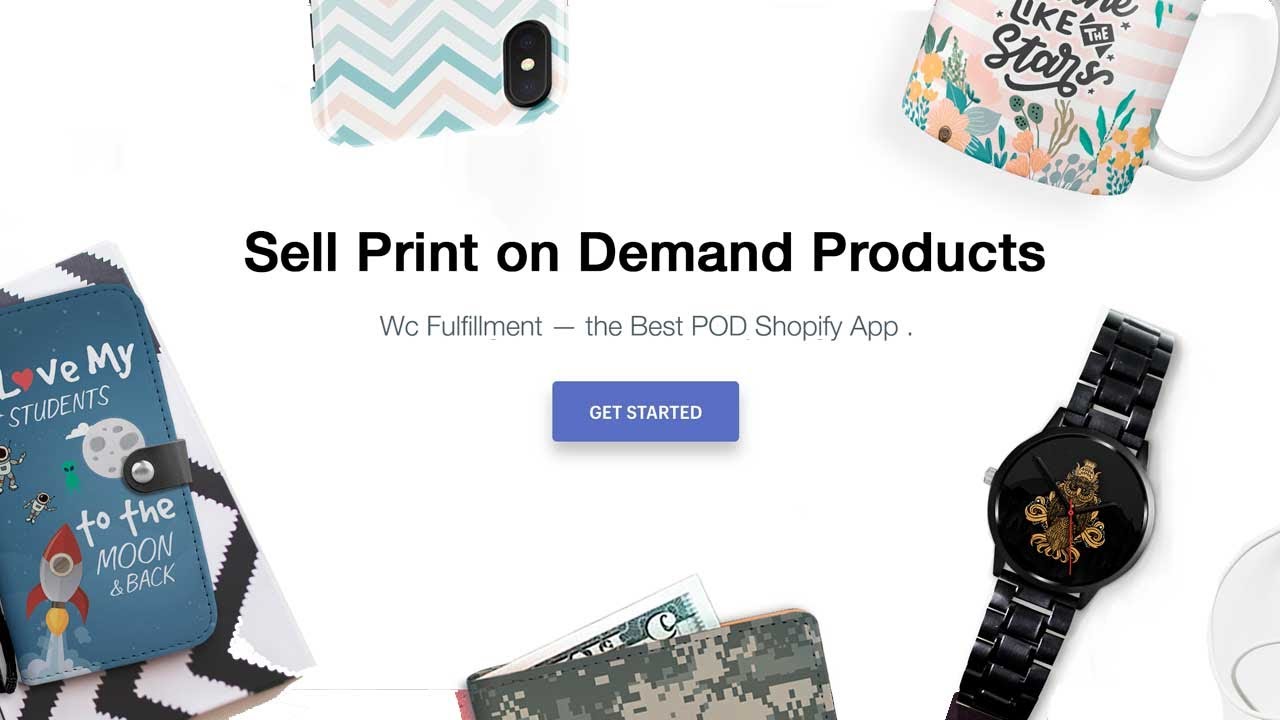 LIKE THE
Stars
Sell Print on Demand Products
Wc Fulfillment — the Best POD Shopify App .
GET STARTED
Love My
STUDENTS
to the
MOON
& BACK